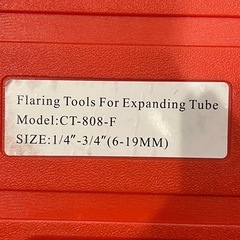 Flaring Tools For Expanding Tube
Model:CT-808-F
SIZE:1/4″-3/4″(6-19MM)